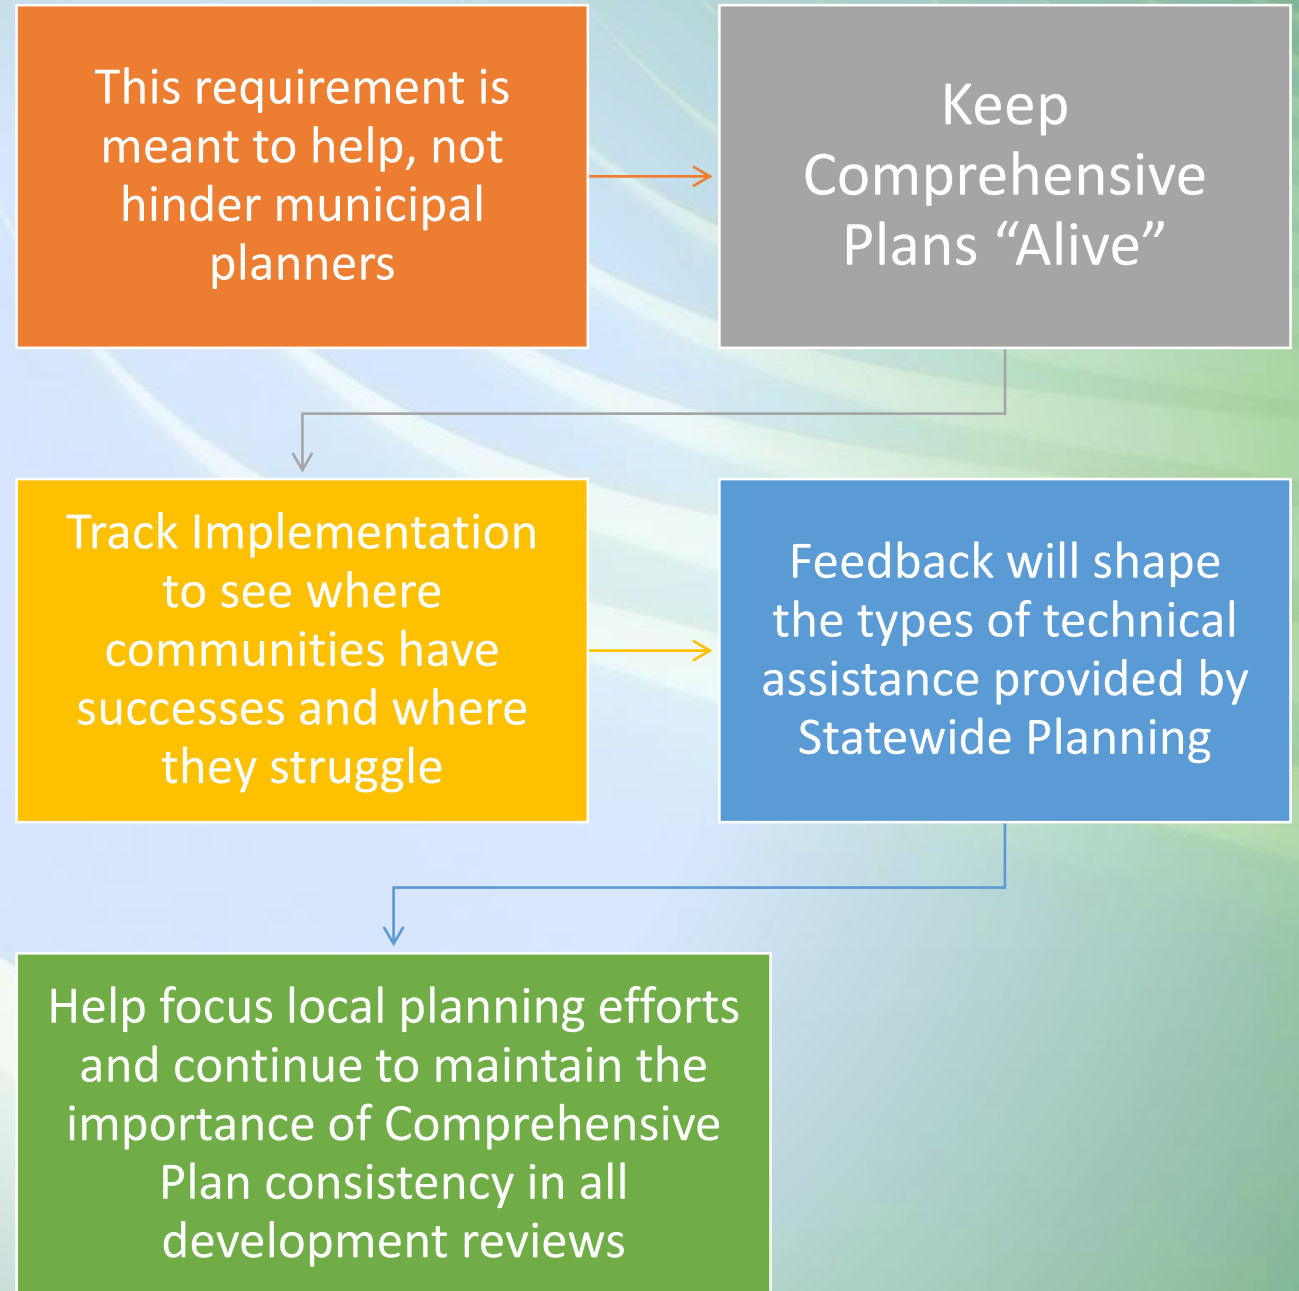 This requirement is
meant to help, not
hinder municipal
planners
Keep
Comprehensive
Plans “Alive”
Track Implementation
to see where
communities have
successes and where
they struggle
Feedback will shape
the types of technical
assistance provided by
Statewide Planning
Help focus local planning efforts
and continue to maintain the
importance of Comprehensive
Plan consistency in all
development reviews